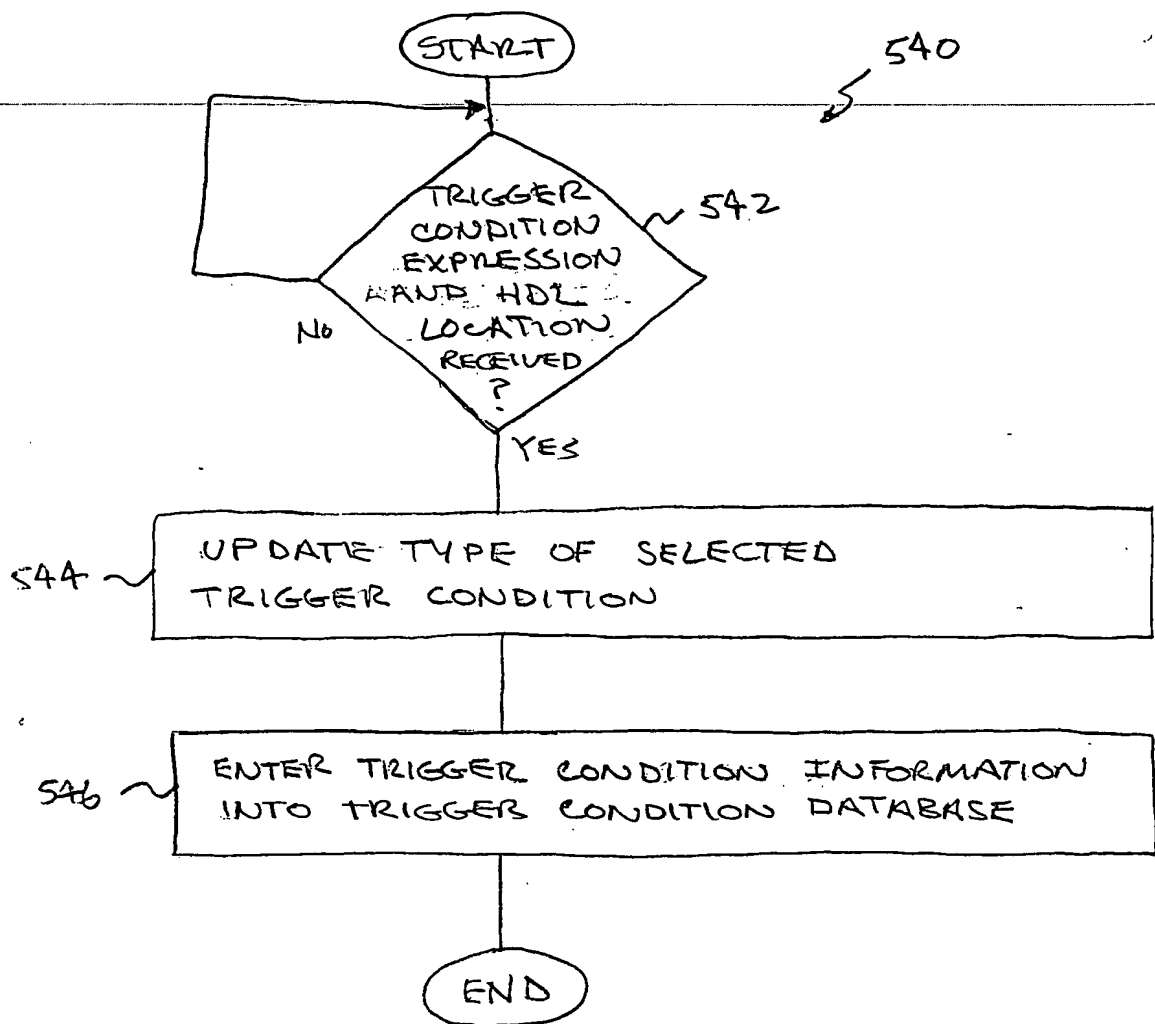 START
540
TRIGGER
CONDITION
EXPRESSION
AND HDL
LOCATION
RECEIVED
?
542
No
YES
544
UPDATE TYPE OF SELECTED
TRIGGER CONDITION
546
ENTER TRIGGER CONDITION INFORMATION
INTO TRIGGER CONDITION DATABASE
END